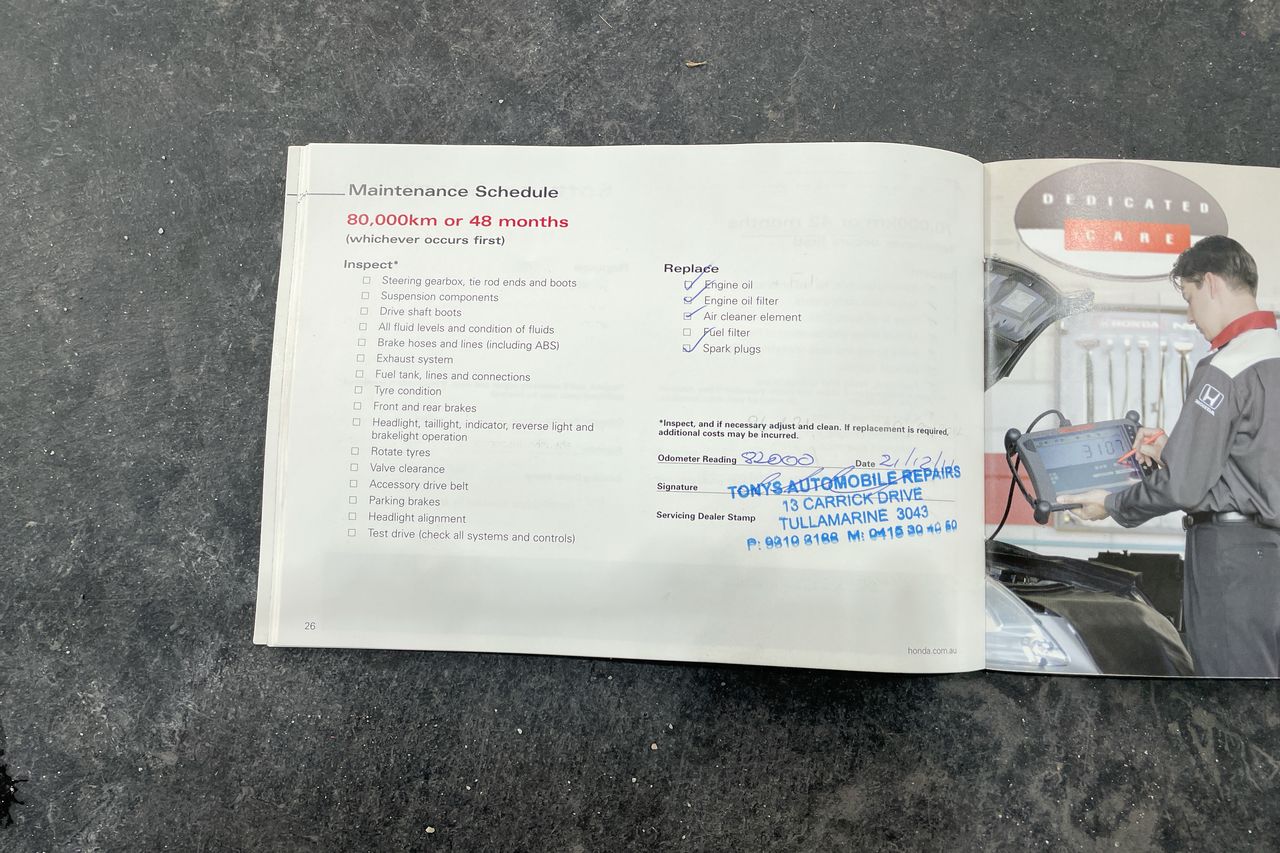 Maintenance Schedule
80,000km or 48 months
(whichever occurs first)
Inspect*
Steering gearbox, tie rod ends and boots
Suspension components
Drive shaft boots
All fluid levels and condition of fluids
Brake hoses and lines (including ABS)
Exhaust system
Fuel tank, lines and connections
Tyre condition
Front and rear brakes
Headlight, taillight, indicator, reverse light and
brakelight operation
Rotate tyres
Valve clearance
Accessory drive belt
Parking brakes
Headlight alignment
Test drive (check all systems and controls)
26
Replace
Engine oil
Engine oil filter
Air cleaner element
Fuel filter
Spark plugs
*Inspect, and if necessary adjust and clean. If replacement is required,
additional costs may be incurred.
Odometer Reading 82000 Date 21/12/11
Signature
Servicing Dealer Stamp
TONYS AUTOMOBILE REPAIRS
13 CARRICK DRIVE
TULLAMARINE 3043
P: M: 0415
honda.com.au
DEDICATED
CARE
HONDA
3107
HONDA